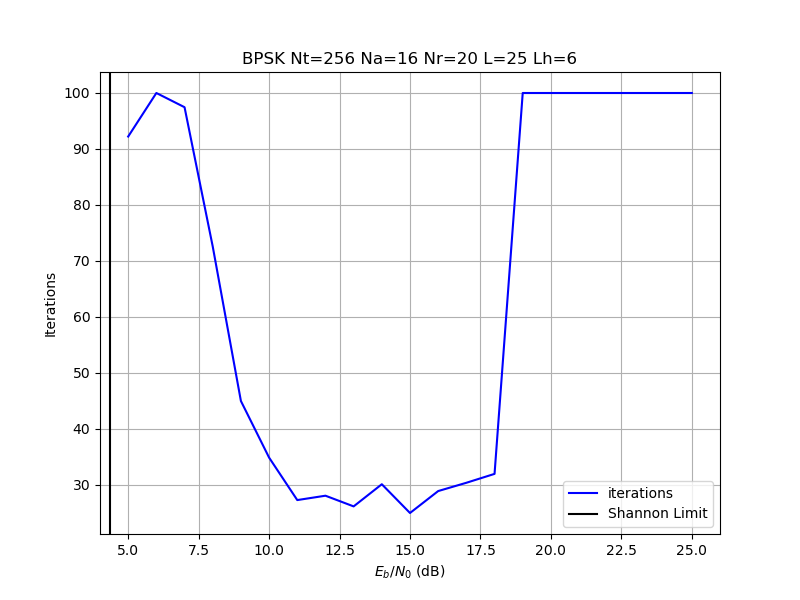 BPSK Nt=256 Na=16 Nr=20 L=25 Lh=6
100
90
80
70
60
50
40
30
Iterations
5.0 7.5 10.0 12.5 15.0 17.5 20.0 22.5 25.0
E_b/N_0 (dB)
iterations
Shannon Limit